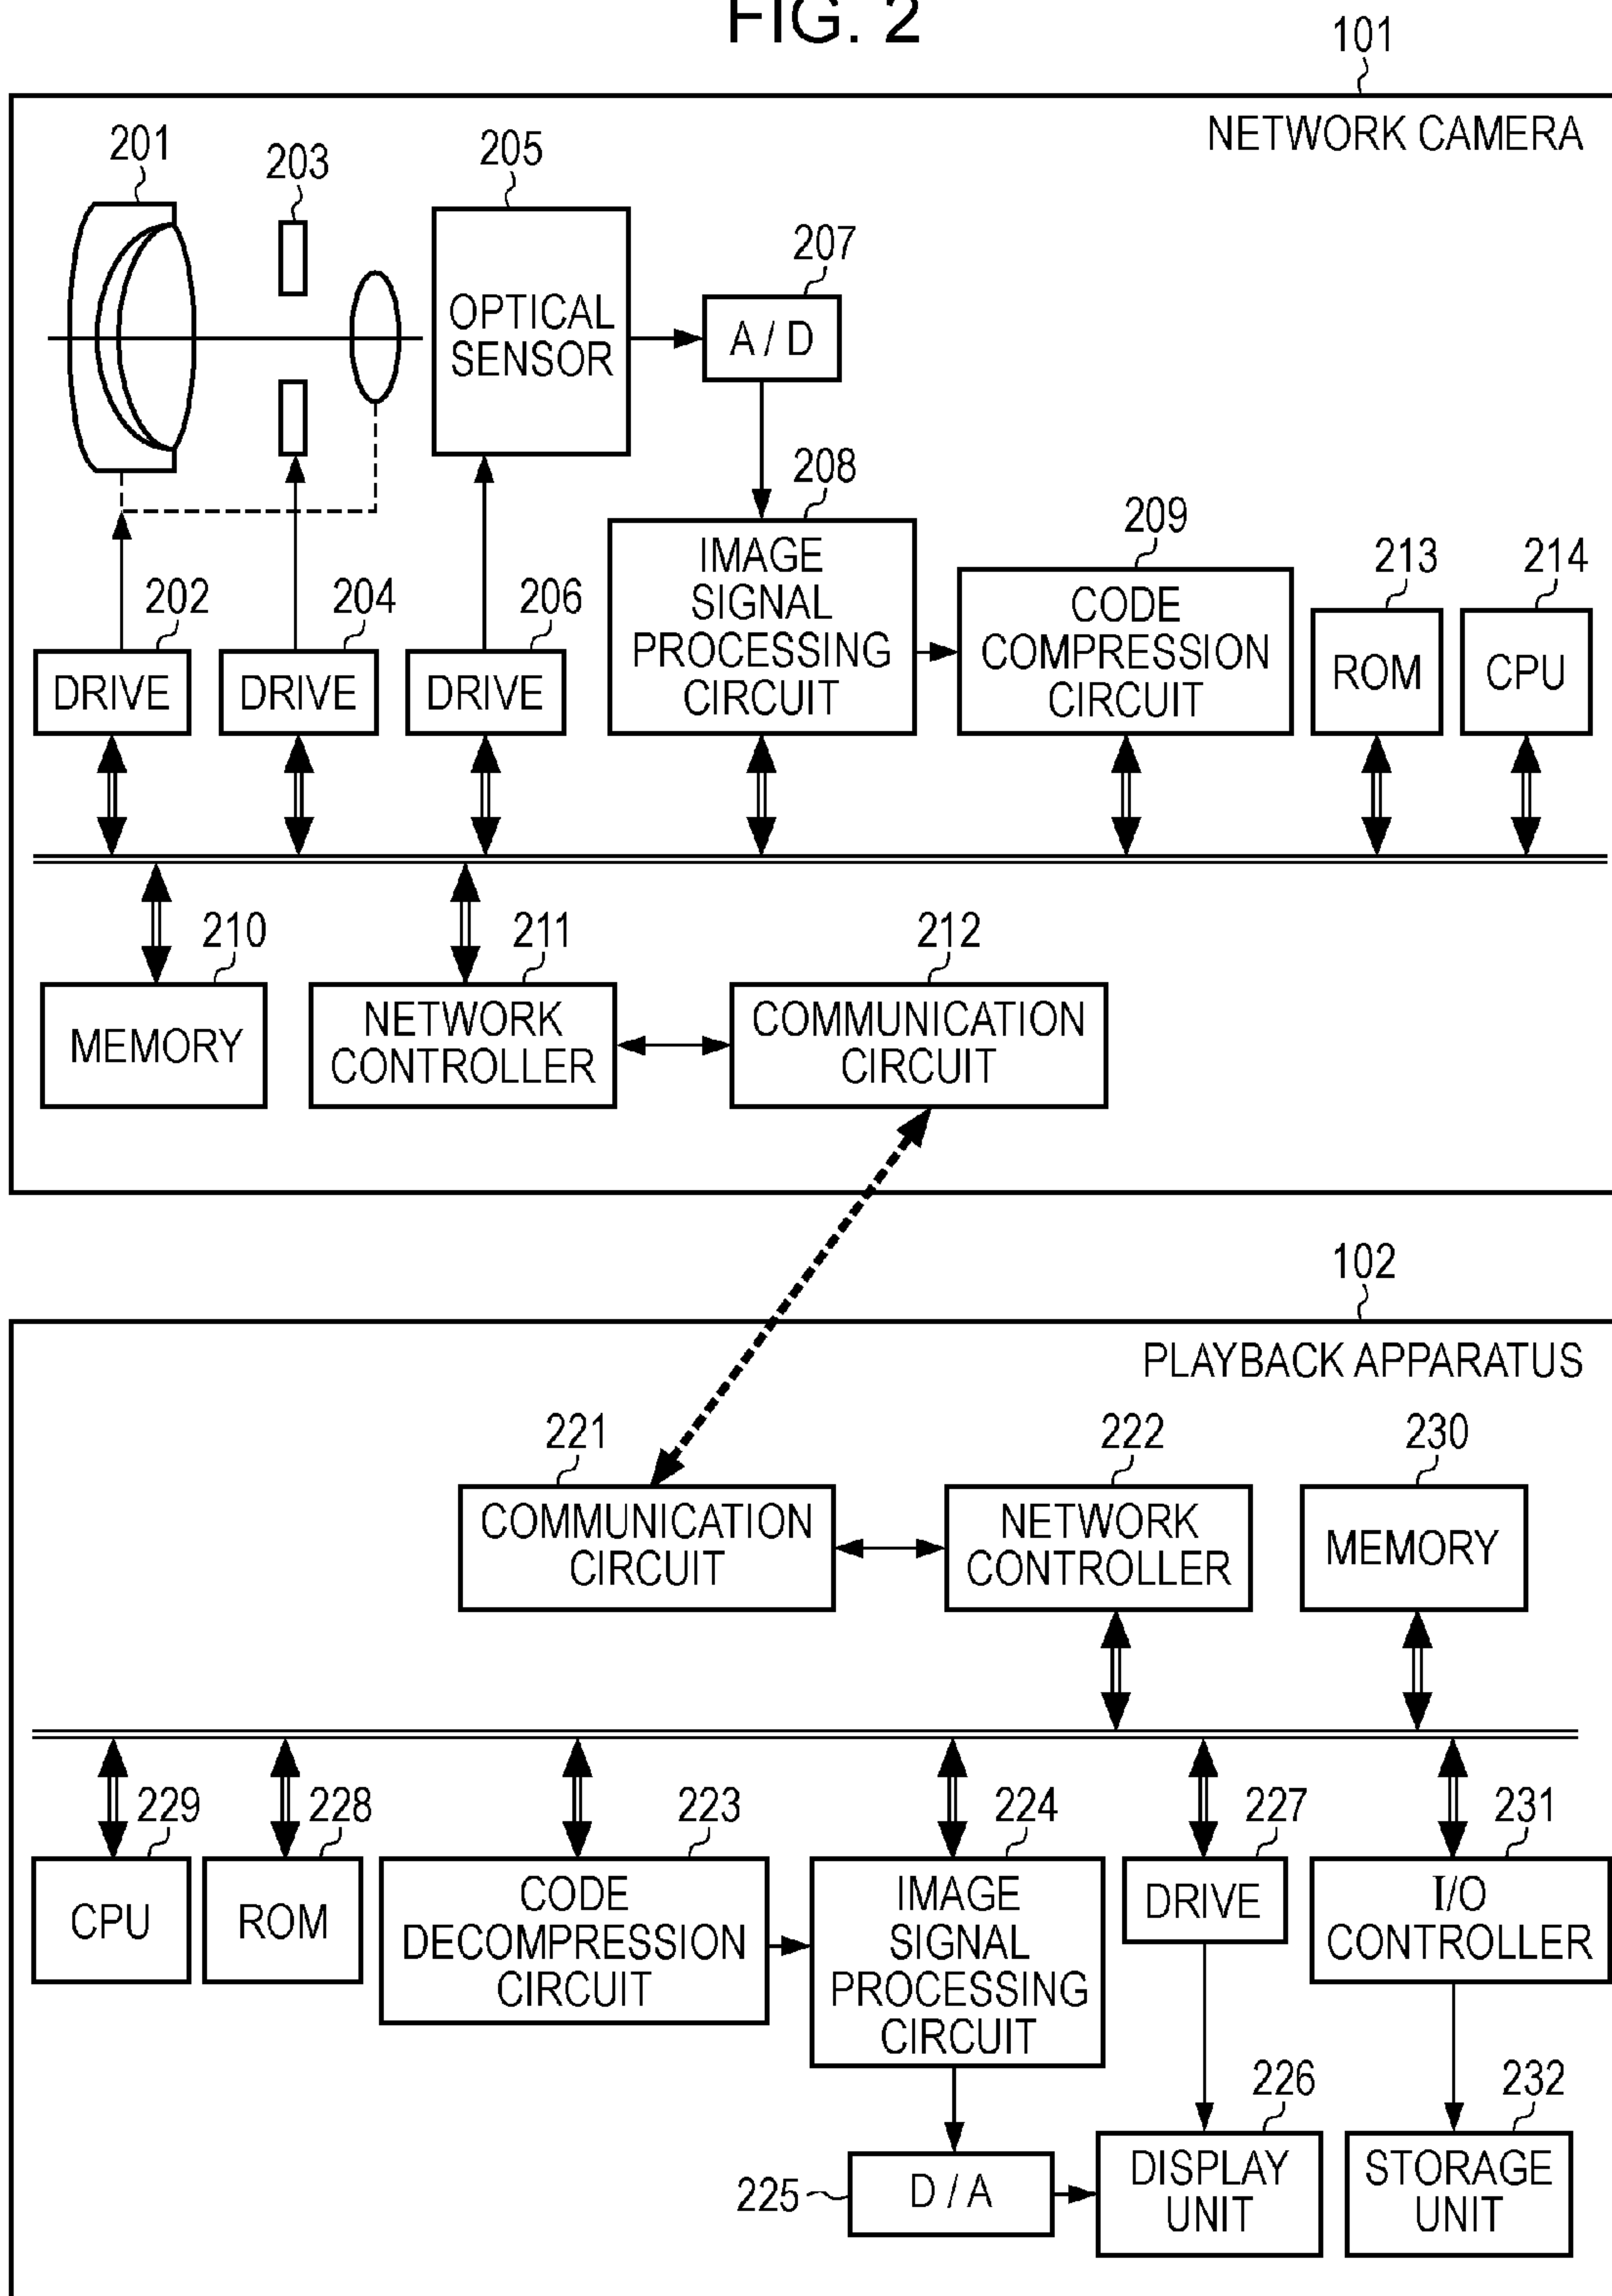 FIG. 2
101
NETWORK CAMERA
201
203
205
207
OPTICAL
SENSOR
A / D
208
209
213
214
202
204
206
IMAGE
SIGNAL
PROCESSING
CIRCUIT
CODE
COMPRESSION
CIRCUIT
ROM
CPU
DRIVE
DRIVE
DRIVE
210
211
212
MEMORY
NETWORK
CONTROLLER
COMMUNICATION
CIRCUIT
102
PLAYBACK APPARATUS
221
222
230
COMMUNICATION
CIRCUIT
NETWORK
CONTROLLER
MEMORY
229
228
223
224
227
231
CPU
ROM
CODE
DECOMPRESSION
CIRCUIT
IMAGE
SIGNAL
PROCESSING
CIRCUIT
DRIVE
I/O
CONTROLLER
226
232
225
D / A
DISPLAY
UNIT
STORAGE
UNIT